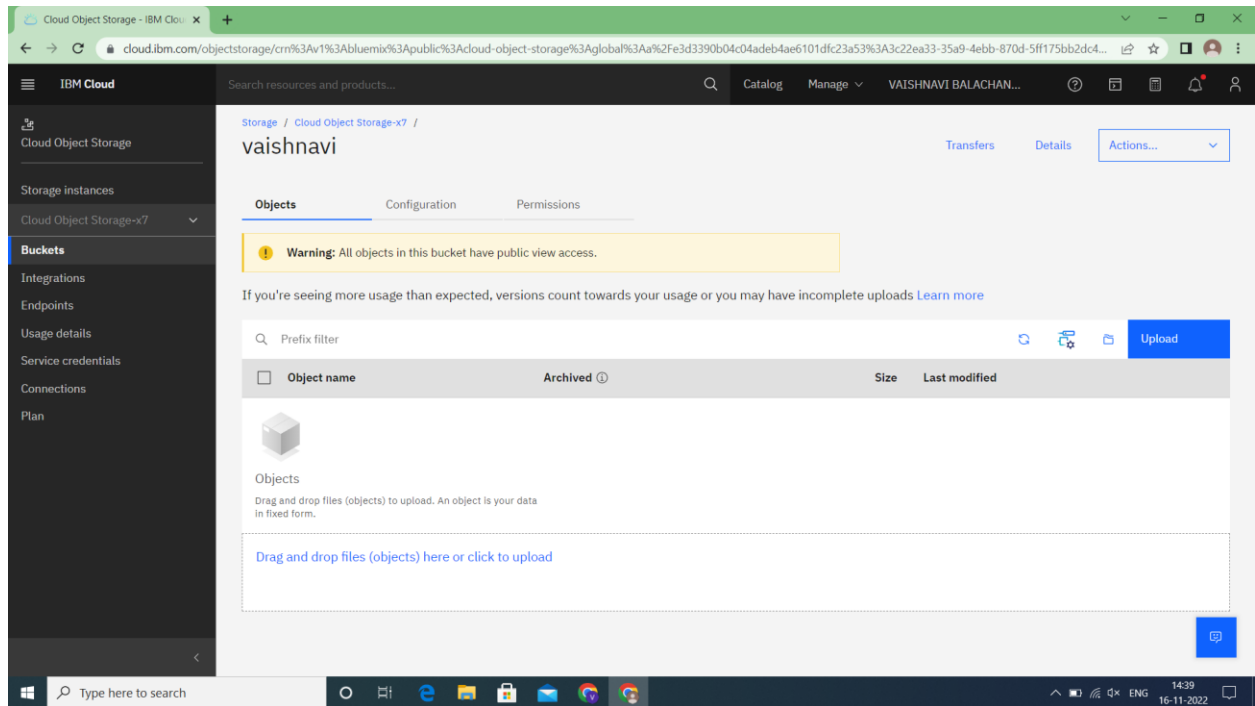 Cloud Object Storage - IBM Clou
cloud.ibm.com/objectstorage/crn%3Av1%3Abluemix%3Apublic%3Acloud-object-storage%3Aglobal%3Aa%2Fe3d3390b04c04adeb4ae6101dfc23a53%3A3c22ea33-35a9-4ebb-870d-5ff175bb2dc4...
IBM Cloud
Search resources and products...
Catalog
Manage
VAISHNAVI BALACHAN...
Cloud Object Storage
Storage instances
Cloud Object Storage-x7
Buckets
Integrations
Endpoints
Usage details
Service credentials
Connections
Plan
Storage / Cloud Object Storage-x7 /
vaishnavi
Transfers
Details
Actions...
Objects
Configuration
Permissions
Warning: All objects in this bucket have public view access.
If you're seeing more usage than expected, versions count towards your usage or you may have incomplete uploads Learn more
Prefix filter
Upload
Object name
Archived
Size
Last modified
Objects
Drag and drop files (objects) to upload. An object is your data
in fixed form.
Drag and drop files (objects) here or click to upload
Type here to search
ENG
14:39
16-11-2022